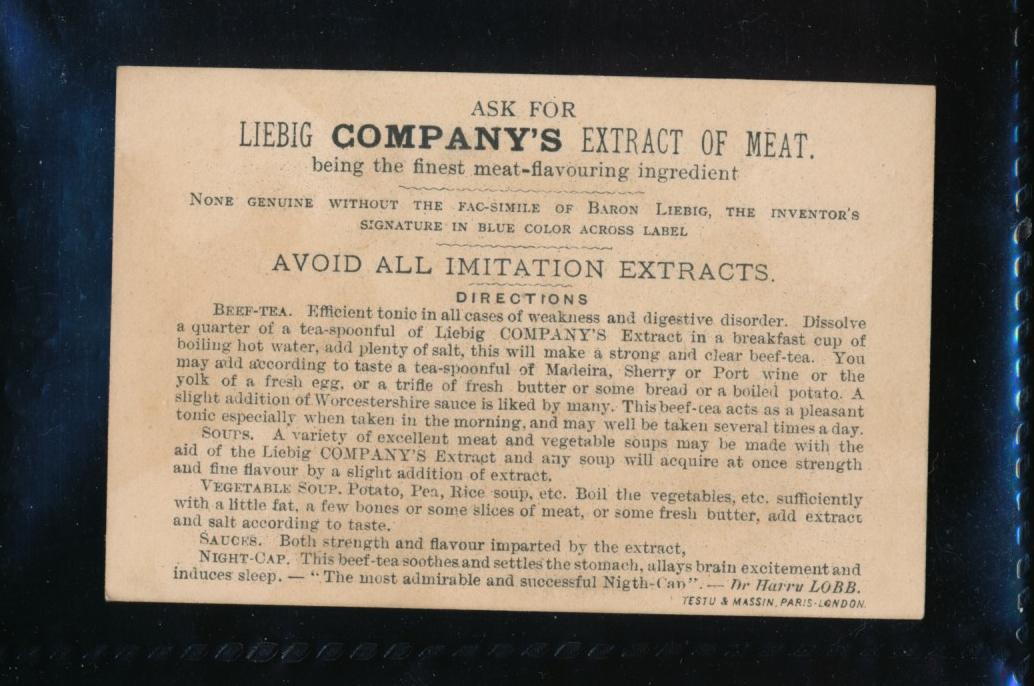 ASK FOR
LIEBIG COMPANY'S EXTRACT OF MEAT.
being the finest meat-flavouring ingredient
NONE GENUINE WITHOUT THE FAC-SIMILE OF BARON LIEBIG, THE INVENTOR'S
SIGNATURE IN BLUE COLOR ACROSS LABEL
AVOID ALL IMITATION EXTRACTS.
DIRECTIONS
BEEF-TEA. Efficient tonic in all cases of weakness and digestive disorder. Dissolve
a quarter of a tea-spoonful of Liebig COMPANY'S Extract in a breakfast cup of
boiling hot water, add plenty of salt, this will make a strong and clear beef-tea. You
may add according to taste a tea-spoonful of Madeira, Sherry or Port wine or the
yolk of a fresh egg, or a trifle of fresh butter or some bread or a boiled potato. A
slight addition of Worcestershire sauce is liked by many. This beef-tea acts as a pleasant
tonic especially when taken in the morning, and may well be taken several times a day.
SOUPS. A variety of excellent meat and vegetable soups may be made with the
aid of the Liebig COMPANY'S Extract and any soup will acquire at once strength
and fine flavour by a slight addition of extract.
VEGETABLE SOUP. Potato, Pea, Rice soup, etc. Boil the vegetables, etc. sufficiently
with a little fat, a few bones or some slices of meat, or some fresh butter, add extract
and salt according to taste.
SAUCES. Both strength and flavour imparted by the extract,
NIGHT-CAP. This beef-tea soothes and settles the stomach, allays brain excitement and
induces sleep. — "The most admirable and successful Nigth-Cap". — Dr Harry LOBB.
TESTU & MASSIN, PARIS-LONDON.